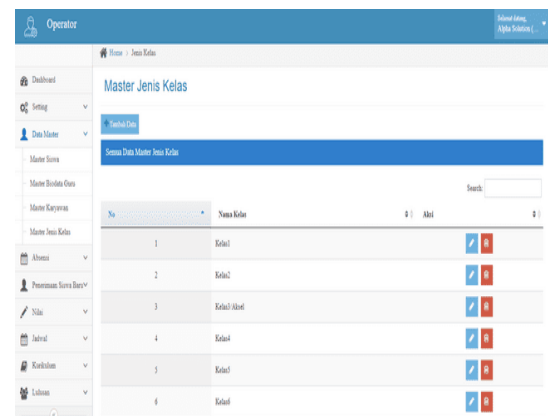 Operator
Selamat datang,
Alpha Solution (...
Home > Jenis Kelas
Dashboard
Setting
Data Master
Master Siswa
Master Biodata Guru
Master Karyawan
Master Jenis Kelas
Absensi
Penerimaan Siswa Baru
Nilai
Jadwal
Kurikulum
Lulusan
Master Jenis Kelas
+Tambah Data
Semua Data Master Jenis Kelas
Search:
No Nama Kelas Aksi
1 Kelas1
2 Kelas2
3 Kelas3/Aksel
4 Kelas4
5 Kelas5
6 Kelas6